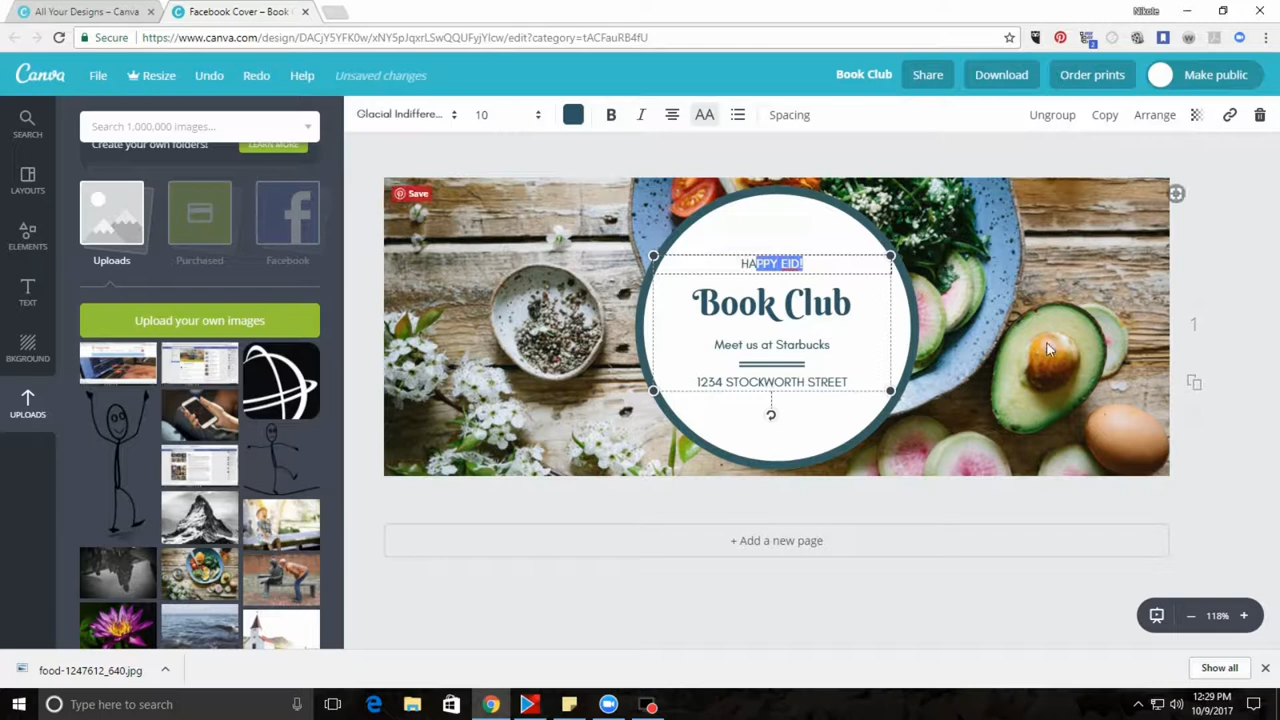 All Your Designs – Canva
Facebook Cover – Book
Nikole
Secure
https://www.canva.com/design/DACjY5YFK0w/xNY5pJqxrLSwQQUFyjYlcw/edit?category=tACFauRB4fU
2
Canva
File
Resize
Undo
Redo
Help
Unsaved changes
Book Club
Share
Download
Order prints
Make public
SEARCH
LAYOUTS
ELEMENTS
TEXT
BKGROUND
UPLOADS
Search 1,000,000 images...
Create your own folders!
LEARN MORE
Uploads
Purchased
Facebook
Upload your own images
Glacial Indiffere...
10
B
I
AA
Spacing
Ungroup
Copy
Arrange
Save
HAPPY EID!
Book Club
Meet us at Starbucks
1234 STOCKWORTH STREET
1
+ Add a new page
118%
food-1247612_640.jpg
Show all
Type here to search
12:29 PM
10/9/2017